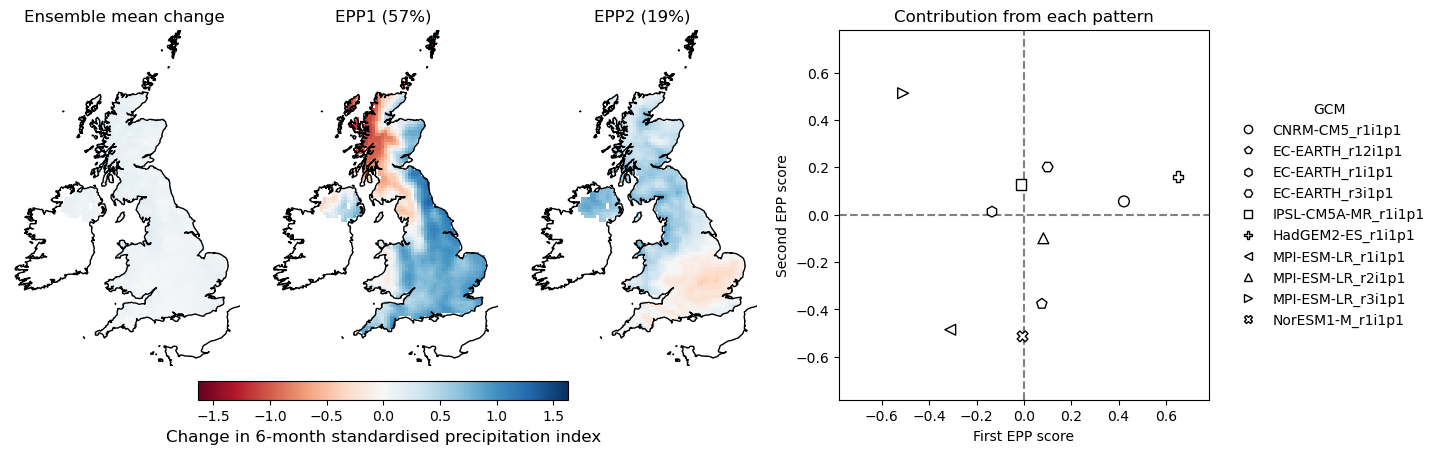 Ensemble mean change
EPP1 (57%)
EPP2 (19%)
−1.5 −1.0 −0.5 0.0 0.5 1.0 1.5
Change in 6-month standardised precipitation index
Contribution from each pattern
Second EPP score
0.6
0.4
0.2
0.0
−0.2
−0.4
−0.6
−0.6 −0.4 −0.2 0.0 0.2 0.4 0.6
First EPP score
GCM
CNRM-CM5_r1i1p1
EC-EARTH_r12i1p1
EC-EARTH_r1i1p1
EC-EARTH_r3i1p1
IPSL-CM5A-MR_r1i1p1
HadGEM2-ES_r1i1p1
MPI-ESM-LR_r1i1p1
MPI-ESM-LR_r2i1p1
MPI-ESM-LR_r3i1p1
NorESM1-M_r1i1p1